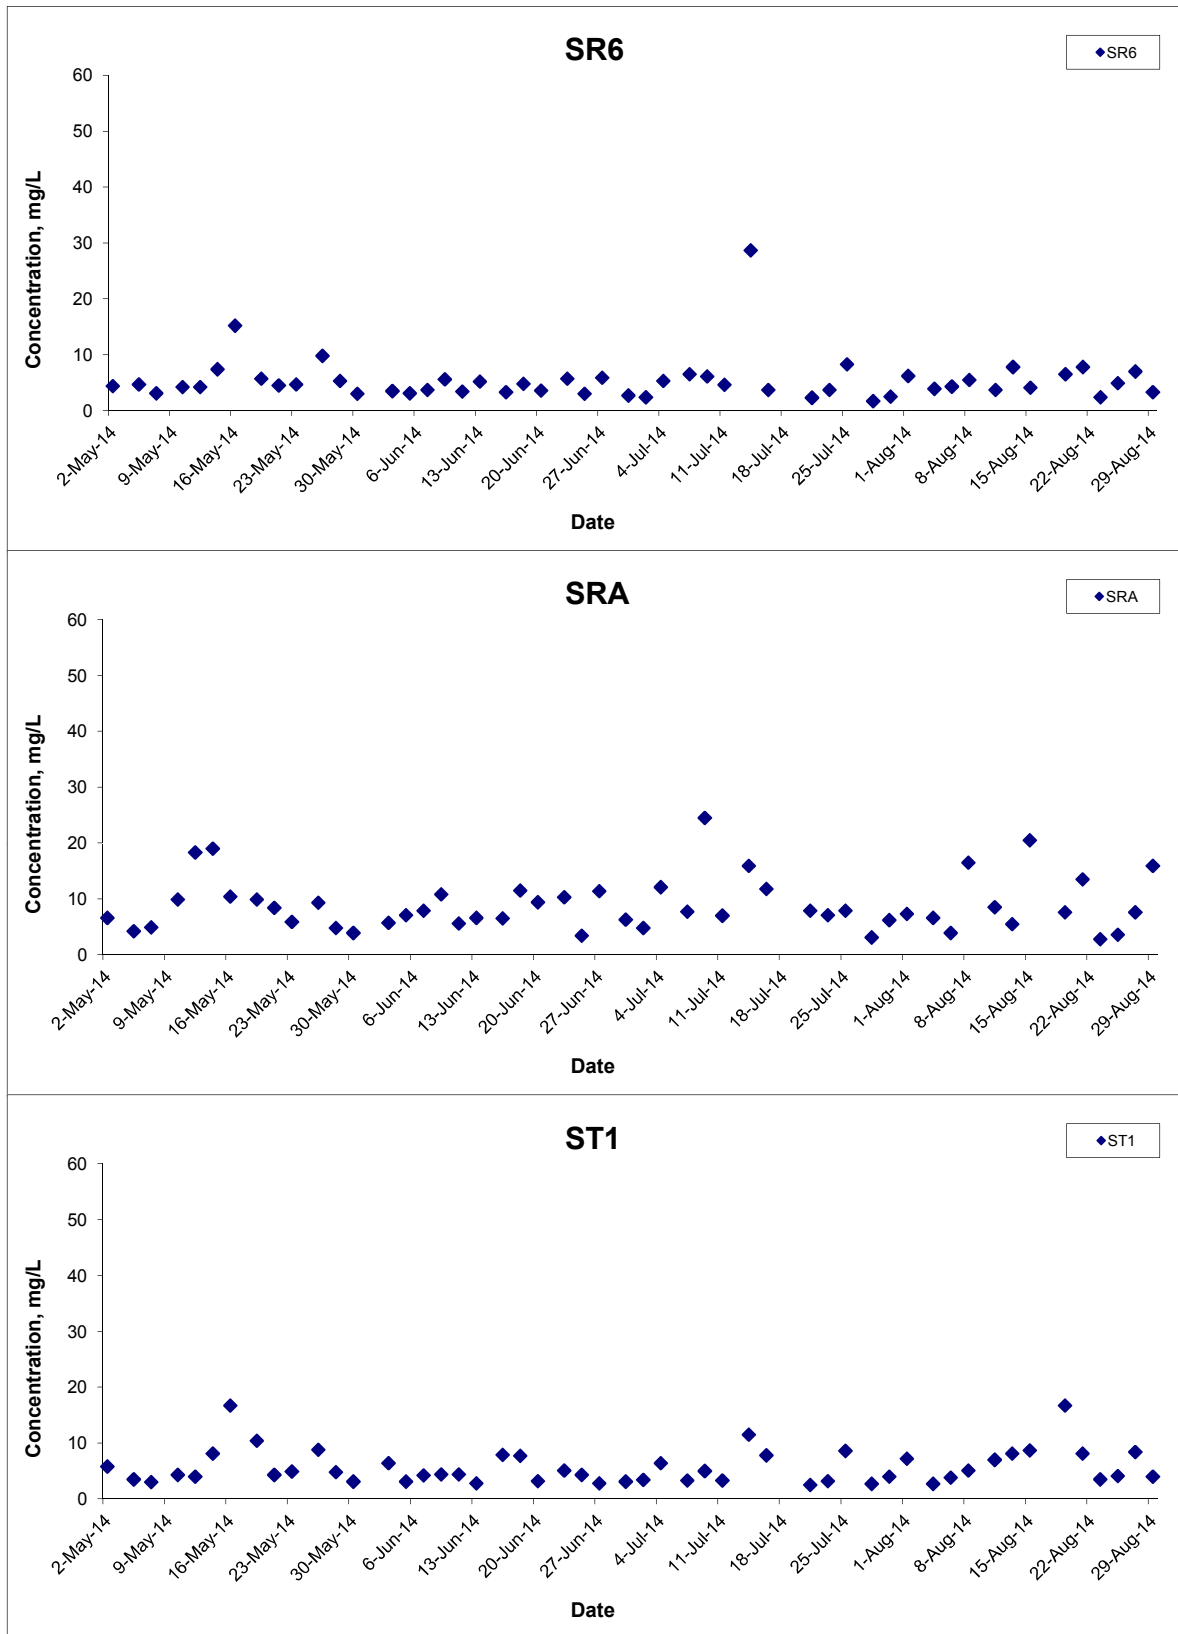 SR6
SR6
60
50
40
30
20
10
0
Concentration, mg/L
2-May-14
9-May-14
16-May-14
23-May-14
30-May-14
6-Jun-14
13-Jun-14
20-Jun-14
27-Jun-14
4-Jul-14
11-Jul-14
18-Jul-14
25-Jul-14
1-Aug-14
8-Aug-14
15-Aug-14
22-Aug-14
29-Aug-14
Date
SRA
SRA
60
50
40
30
20
10
0
Concentration, mg/L
2-May-14
9-May-14
16-May-14
23-May-14
30-May-14
6-Jun-14
13-Jun-14
20-Jun-14
27-Jun-14
4-Jul-14
11-Jul-14
18-Jul-14
25-Jul-14
1-Aug-14
8-Aug-14
15-Aug-14
22-Aug-14
29-Aug-14
Date
ST1
ST1
60
50
40
30
20
10
0
Concentration, mg/L
2-May-14
9-May-14
16-May-14
23-May-14
30-May-14
6-Jun-14
13-Jun-14
20-Jun-14
27-Jun-14
4-Jul-14
11-Jul-14
18-Jul-14
25-Jul-14
1-Aug-14
8-Aug-14
15-Aug-14
22-Aug-14
29-Aug-14
Date